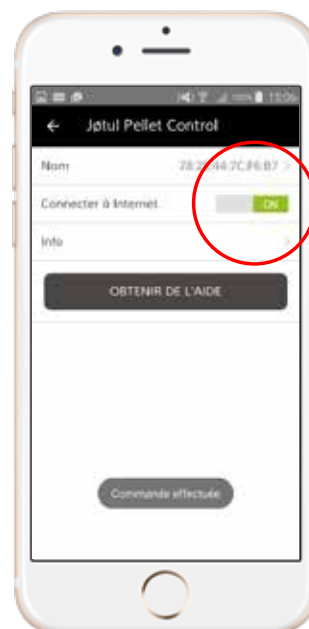 Jøtul Pellet Control
Nom
Connecter à Internet ON
Info
OBTENIR DE L'AIDE
Commande effectuée